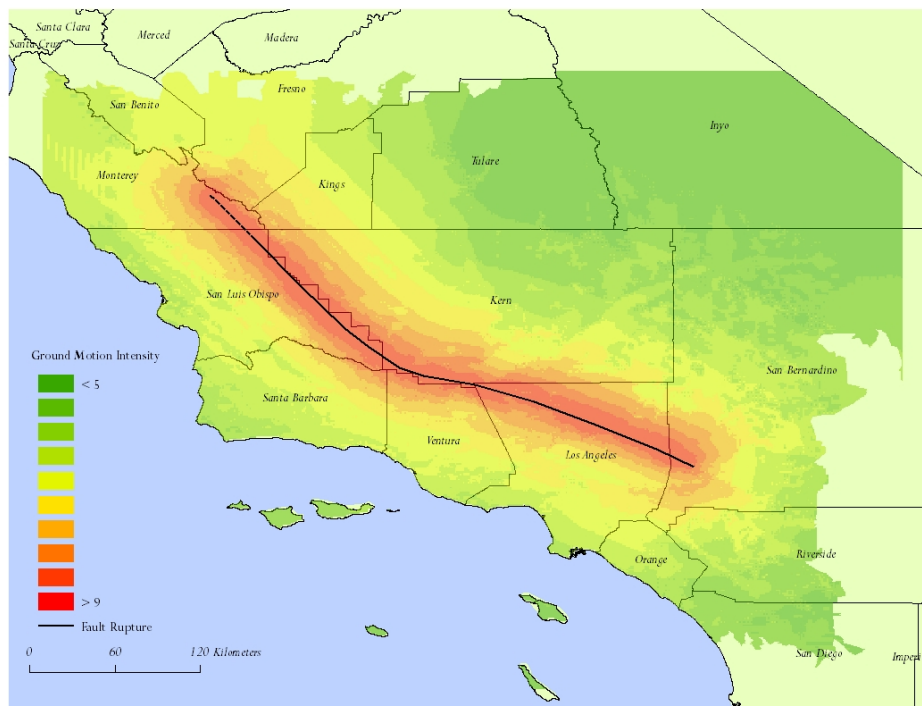 Santa Clara
Santa Cruz
Merced
Madera
San Benito
Fresno
Inyo
Tulare
Monterey
Kings
San Luis Obispo
Kern
Ground Motion Intensity
< 5
San Bernardino
Santa Barbara
Ventura
Los Angeles
Orange
Riverside
> 9
Fault Rupture
0 60 120 Kilometers
San Diego
Imperi